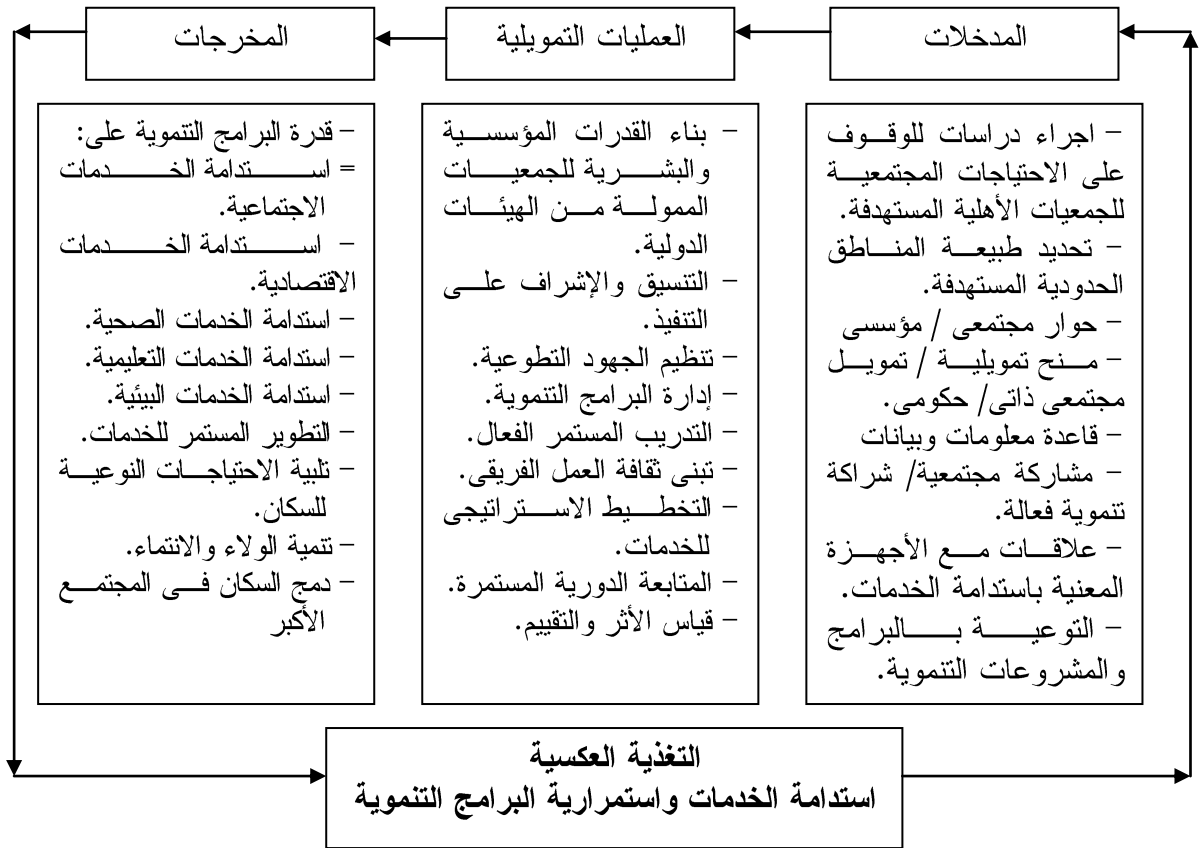 المدخلات
العمليات التمويلية
المخرجات
– اجراء دراسات للوقوف
على الاحتياجات المجتمعية
للجمعيات الأهلية المستهدفة.
– تحديد طبيعة المناطق
الحدودية المستهدفة.
– حوار مجتمعى / مؤسسى
– منح تمويلية / تمويل
مجتمعى ذاتى/ حكومى.
– قاعدة معلومات وبيانات
– مشاركة مجتمعية/ شراكة
تنموية فعالة.
– علاقات مع الأجهزة
المعنية باستدامة الخدمات.
– التوعية بالبرامج
والمشروعات التنموية.
– بناء القدرات المؤسسية
والبشرية للجمعيات
الممولة من الهيئات
الدولية.
– التنسيق والإشراف على
التنفيذ.
– تنظيم الجهود التطوعية.
– إدارة البرامج التنموية.
– التدريب المستمر الفعال.
– تبنى ثقافة العمل الفريقى.
– التخطيط الاستراتيجى
للخدمات.
– المتابعة الدورية المستمرة.
– قياس الأثر والتقييم.
– قدرة البرامج التنموية على:
= استدامة الخدمات
الاجتماعية.
– استدامة الخدمات
الاقتصادية.
– استدامة الخدمات الصحية.
– استدامة الخدمات التعليمية.
– استدامة الخدمات البيئية.
– التطوير المستمر للخدمات.
– تلبية الاحتياجات النوعية
للسكان.
– تنمية الولاء والانتماء.
– دمج السكان فى المجتمع
الأكبر
التغذية العكسية
استدامة الخدمات واستمرارية البرامج التنموية